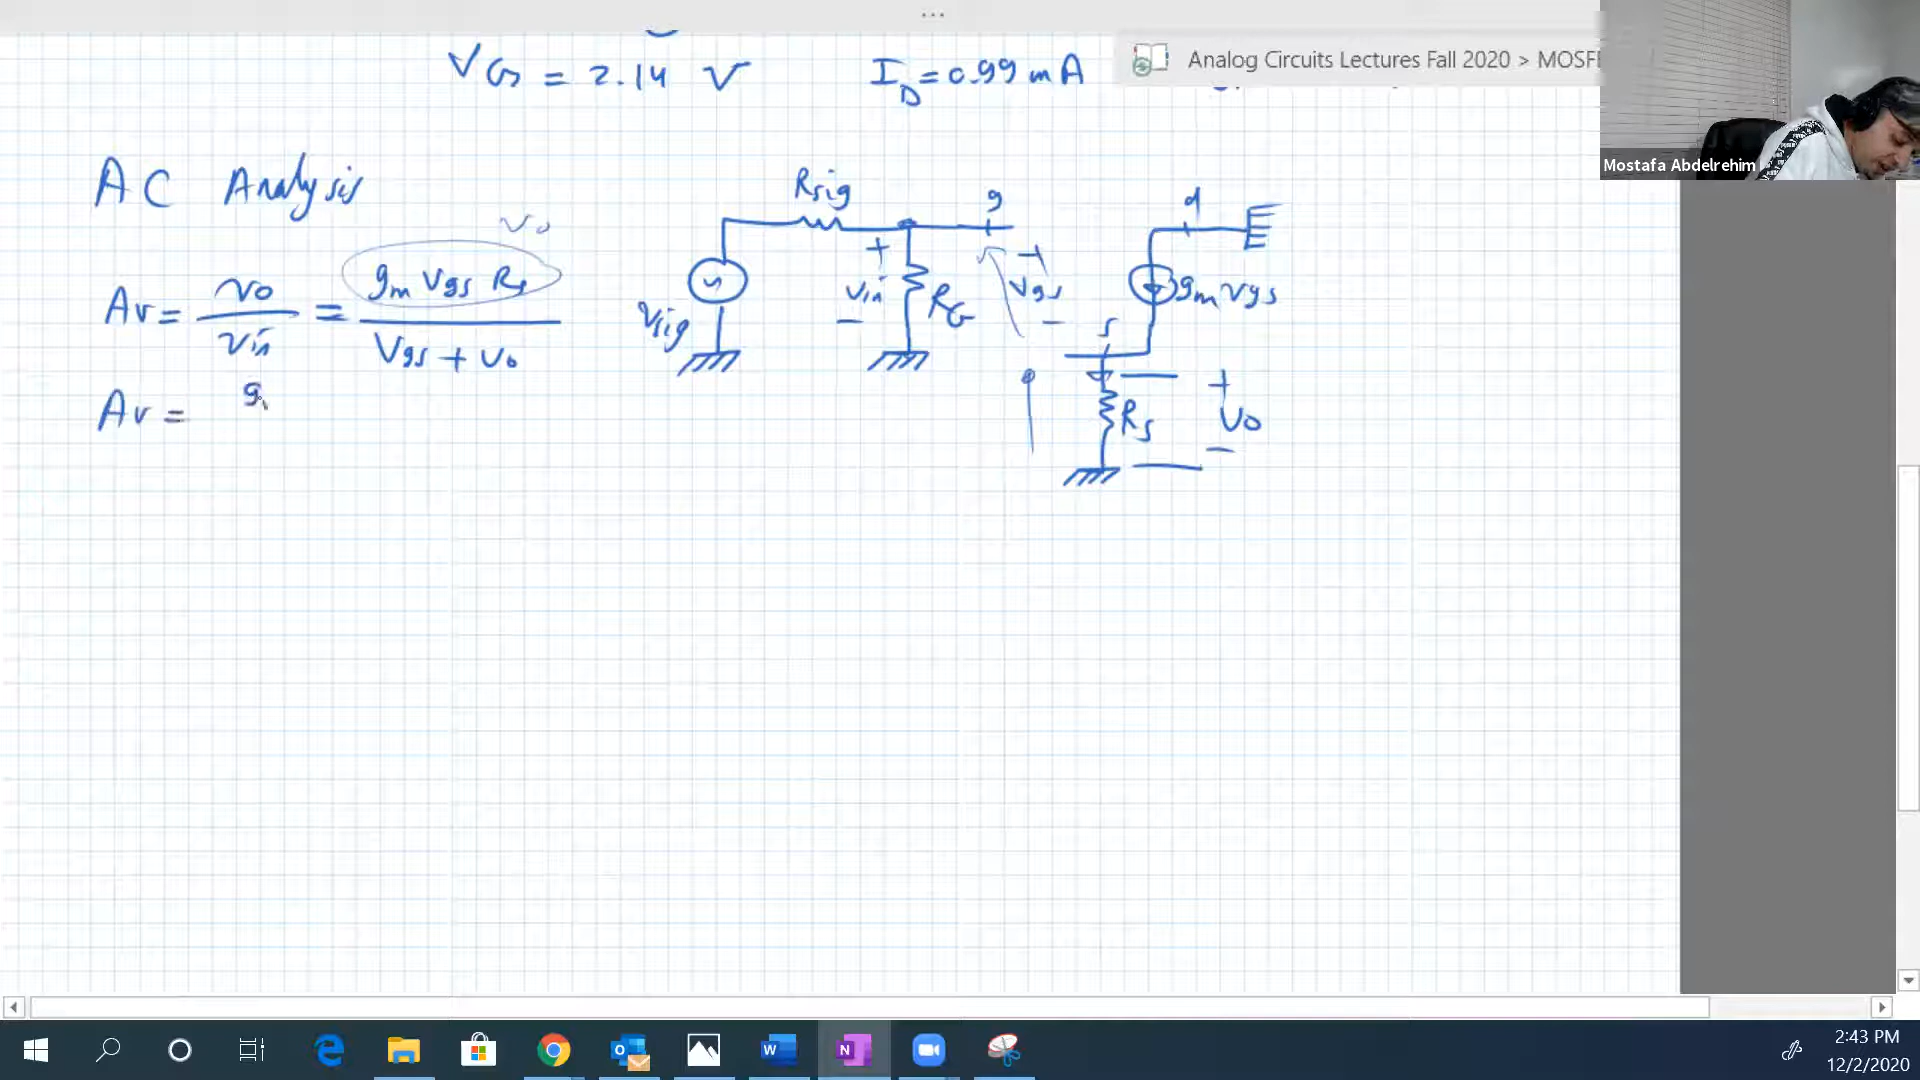 Analog Circuits Lectures Fall 2020 > MOSF
VGS = 2.14 V
ID = 0.99 mA
Mostafa Abdelrehim
AC Analysis
Vo
Av = vo / vin = gm Vgs Rs / Vgs + Vo
Av = g
Rsig
g
d
+
Vin
-
RG
+
Vgs
-
gm Vgs
Vsig
s
Rs
+
Vo
-
2:43 PM
12/2/2020